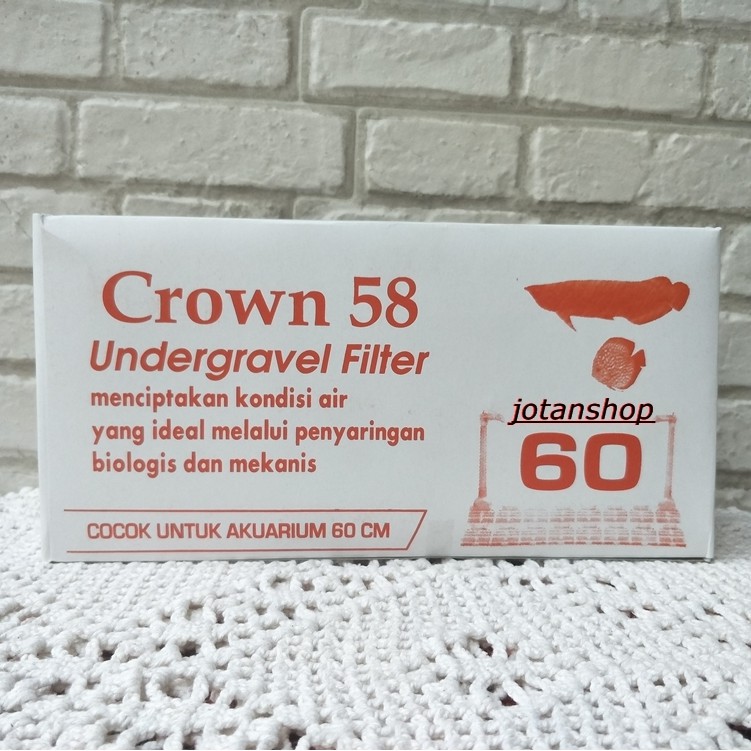 Crown 58
Undergravel Filter
menciptakan kondisi air
yang ideal melalui penyaringan
biologis dan mekanis
COCOK UNTUK AKUARIUM 60 CM
jotanshop
60